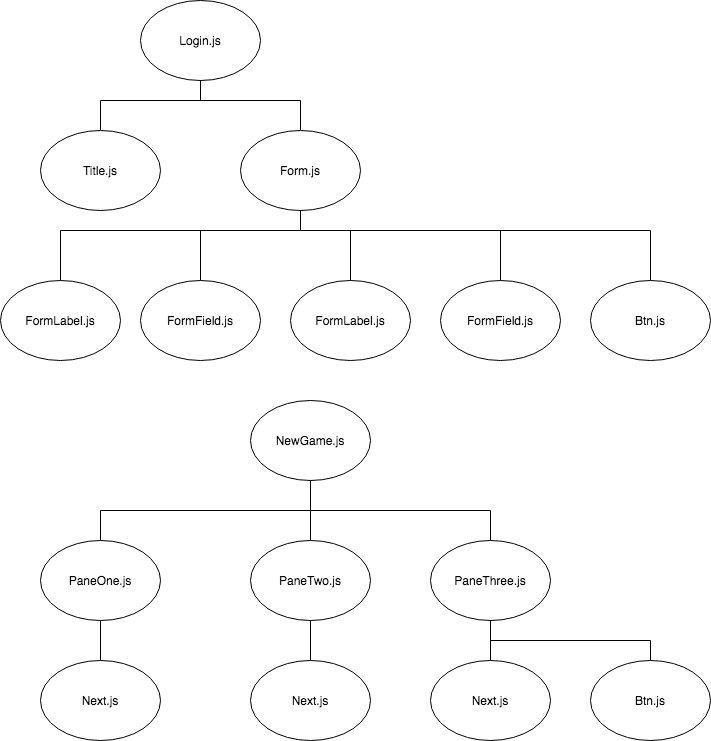 Login.js
Title.js
Form.js
FormLabel.js
FormField.js
FormLabel.js
FormField.js
Btn.js
NewGame.js
PaneOne.js
PaneTwo.js
PaneThree.js
Next.js
Next.js
Next.js
Btn.js